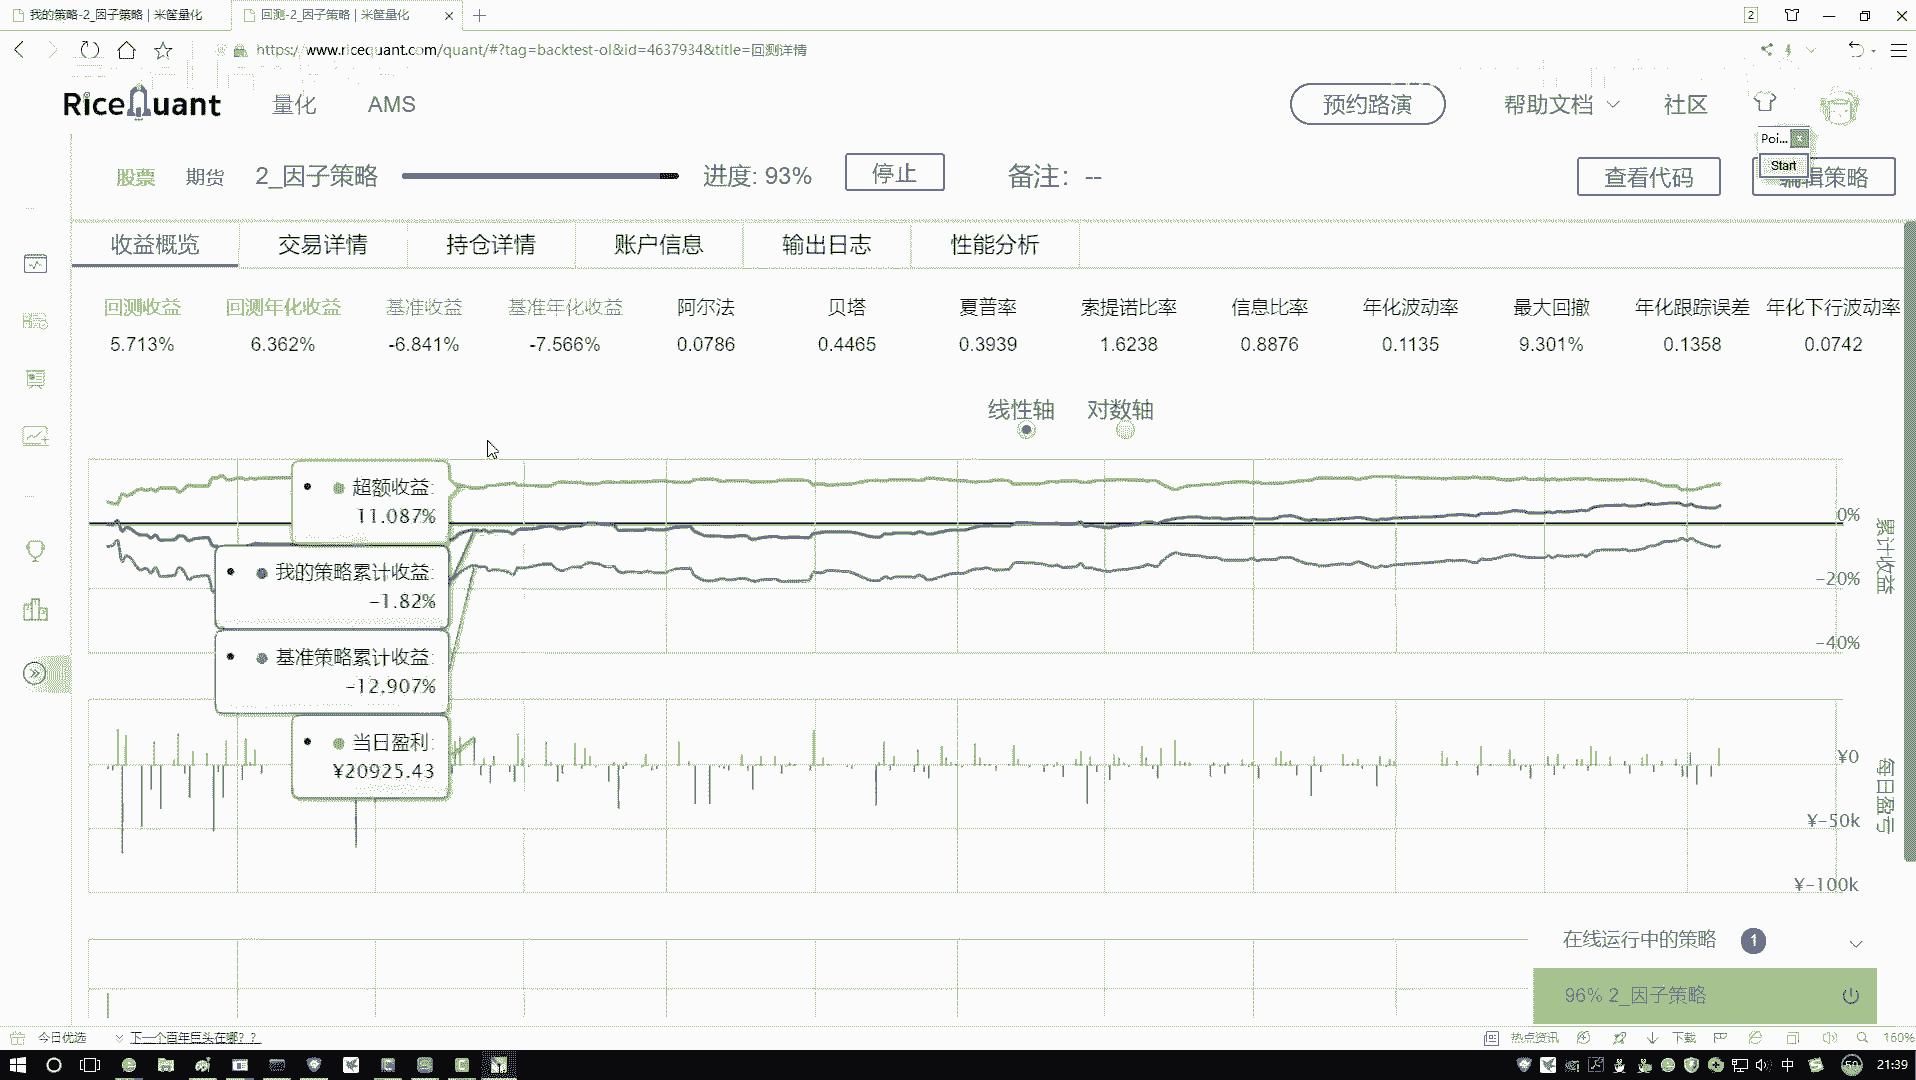 我的策略-2_因子策略 | 米筐量化
回测-2_因子策略 | 米筐量化
2
https://www.ricequant.com/quant/#?tag=backtest-ol&id=4637934&title=回测详情
RiceQuant
量化
AMS
预约路演
帮助文档
社区
Poi...
Start
股票
期货
2_因子策略
进度: 93%
停止
备注: --
查看代码
编辑策略
收益概览
交易详情
持仓详情
账户信息
输出日志
性能分析
回测收益 回测年化收益 基准收益 基准年化收益 阿尔法 贝塔 夏普率 索提诺比率 信息比率 年化波动率 最大回撤 年化跟踪误差 年化下行波动率
5.713% 6.362% -6.841% -7.566% 0.0786 0.4465 0.3939 1.6238 0.8876 0.1135 9.301% 0.1358 0.0742
线性轴 对数轴
超额收益:
11.087%
我的策略累计收益:
-1.82%
基准策略累计收益:
-12.907%
当日盈利:
¥20925.43
0%
-20%
-40%
累计收益
¥0
¥-50k
¥-100k
每日盈亏
在线运行中的策略 1
96% 2_因子策略
今日优选
下一个百年巨头在哪？？
热点资讯
下载
160%
中
50
21:39